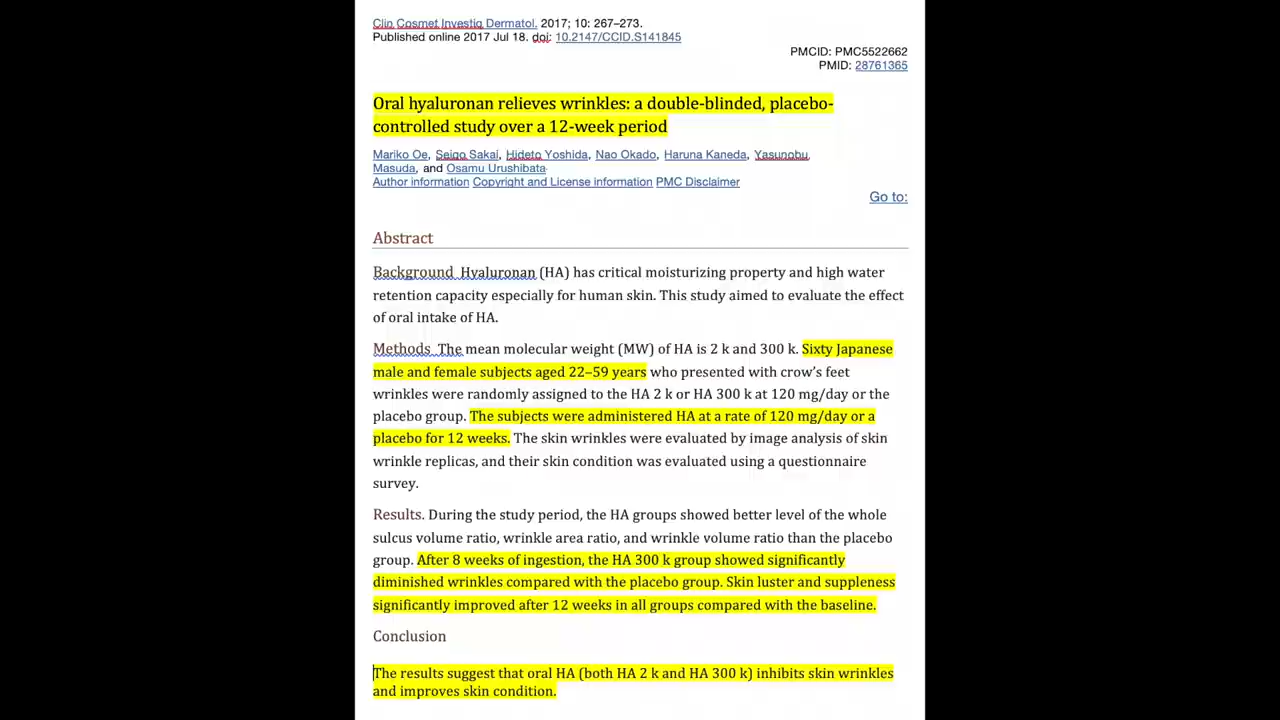 Clin Cosmet Investig Dermatol. 2017; 10: 267–273.
Published online 2017 Jul 18. doi: 10.2147/CCID.S141845
PMCID: PMC5522662
PMID: 28761365
Oral hyaluronan relieves wrinkles: a double-blinded, placebo-
controlled study over a 12-week period
Mariko Oe, Seigo Sakai, Hideto Yoshida, Nao Okado, Haruna Kaneda, Yasunobu
Masuda, and Osamu Urushibata
Author information Copyright and License information PMC Disclaimer
Go to:
Abstract
Background Hyaluronan (HA) has critical moisturizing property and high water
retention capacity especially for human skin. This study aimed to evaluate the effect
of oral intake of HA.
Methods The mean molecular weight (MW) of HA is 2 k and 300 k. Sixty Japanese
male and female subjects aged 22–59 years who presented with crow’s feet
wrinkles were randomly assigned to the HA 2 k or HA 300 k at 120 mg/day or the
placebo group. The subjects were administered HA at a rate of 120 mg/day or a
placebo for 12 weeks. The skin wrinkles were evaluated by image analysis of skin
wrinkle replicas, and their skin condition was evaluated using a questionnaire
survey.
Results. During the study period, the HA groups showed better level of the whole
sulcus volume ratio, wrinkle area ratio, and wrinkle volume ratio than the placebo
group. After 8 weeks of ingestion, the HA 300 k group showed significantly
diminished wrinkles compared with the placebo group. Skin luster and suppleness
significantly improved after 12 weeks in all groups compared with the baseline.
Conclusion
The results suggest that oral HA (both HA 2 k and HA 300 k) inhibits skin wrinkles
and improves skin condition.